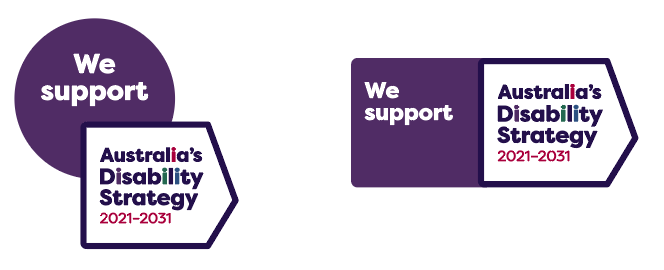 We
support
Australia's
Disability
Strategy
2021–2031
We
support
Australia's
Disability
Strategy
2021–2031